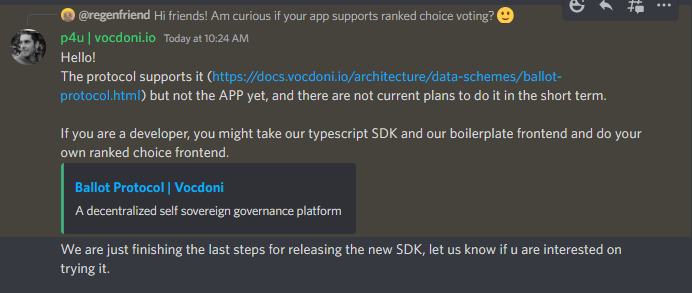 @regenfriend Hi friends! Am curious if your app supports ranked choice voting? 🙂
p4u | vocdoni.io Today at 10:24 AM
Hello!
The protocol supports it (https://docs.vocdoni.io/architecture/data-schemes/ballot-
protocol.html) but not the APP yet, and there are not current plans to do it in the short term.
If you are a developer, you might take our typescript SDK and our boilerplate frontend and do your
own ranked choice frontend.
Ballot Protocol | Vocdoni
A decentralized self sovereign governance platform
We are just finishing the last steps for releasing the new SDK, let us know if u are interested on
trying it.